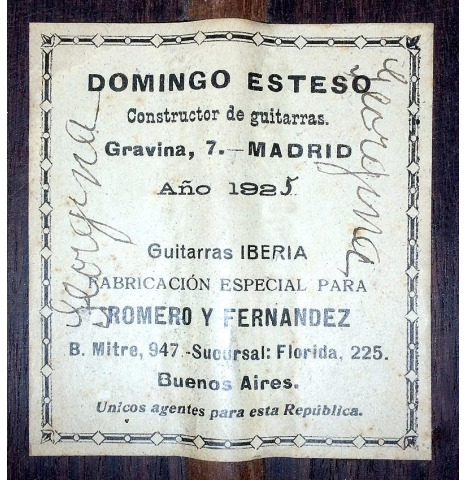 DOMINGO ESTESO
Constructor de guitarras.
Gravina, 7.—MADRID
Año 1925
Guitarras IBERIA
FABRICACIÓN ESPECIAL PARA
ROMERO Y FERNANDEZ
B. Mitre, 947.-Sucursal: Florida, 225.
Buenos Aires.
Unicos agentes para esta República.
Georgina
Georgina